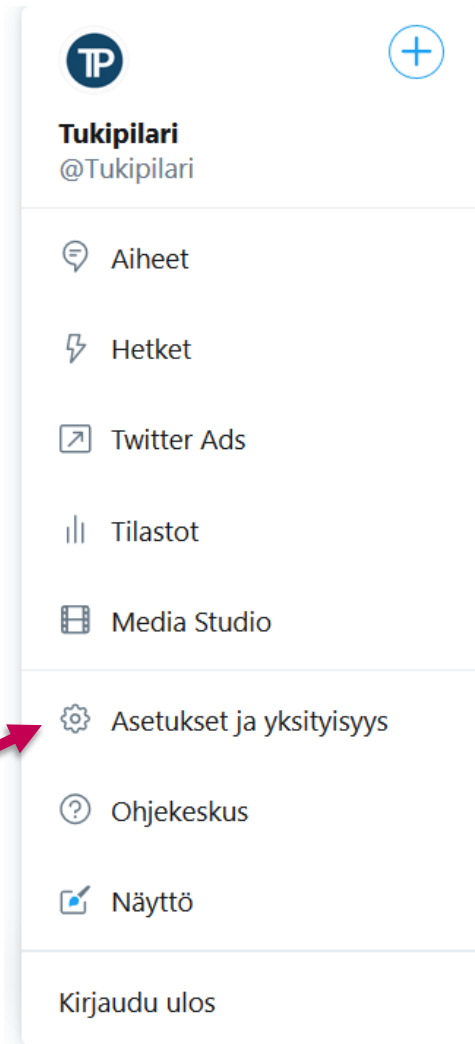 TP
Tukipilari
@Tukipilari
Aiheet
Hetket
Twitter Ads
Tilastot
Media Studio
Asetukset ja yksityisyys
Ohjekeskus
Näyttö
Kirjaudu ulos